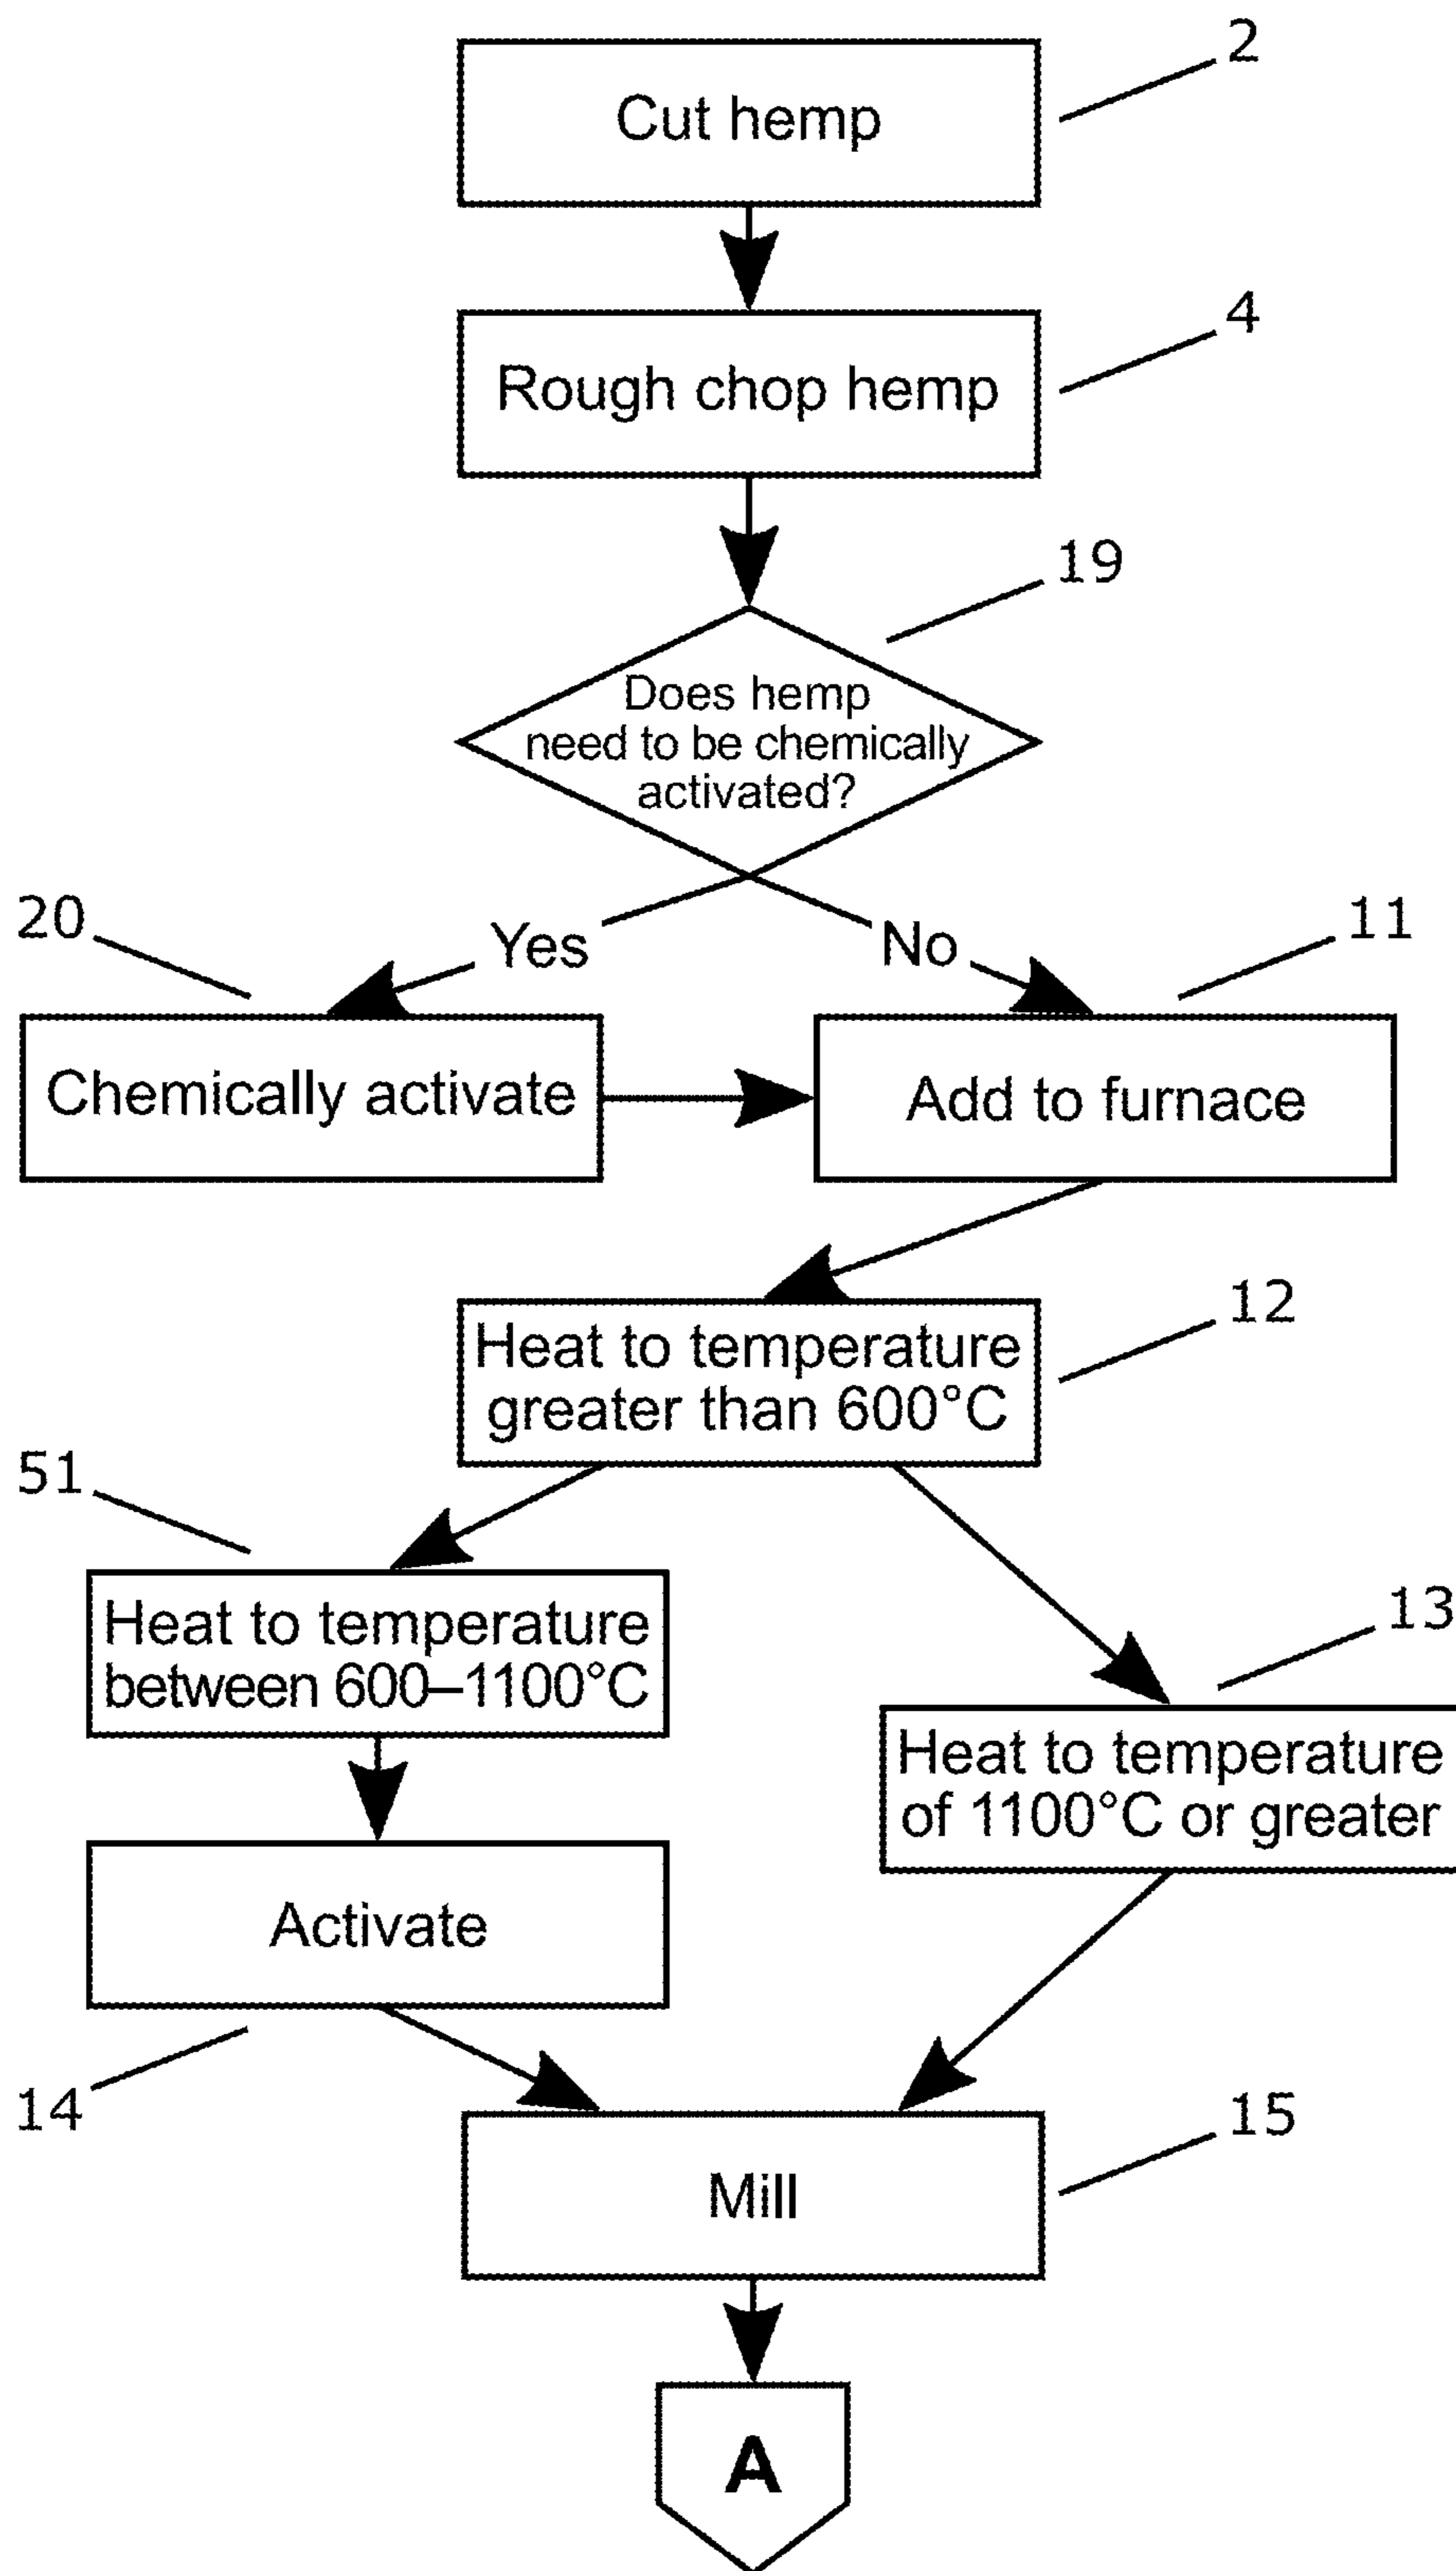 2
Cut hemp
4
Rough chop hemp
19
Does hemp
need to be chemically
activated?
20
Yes
No
11
Chemically activate
Add to furnace
12
Heat to temperature
greater than 600°C
51
Heat to temperature
between 600–1100°C
13
Heat to temperature
of 1100°C or greater
Activate
14
15
Mill
A